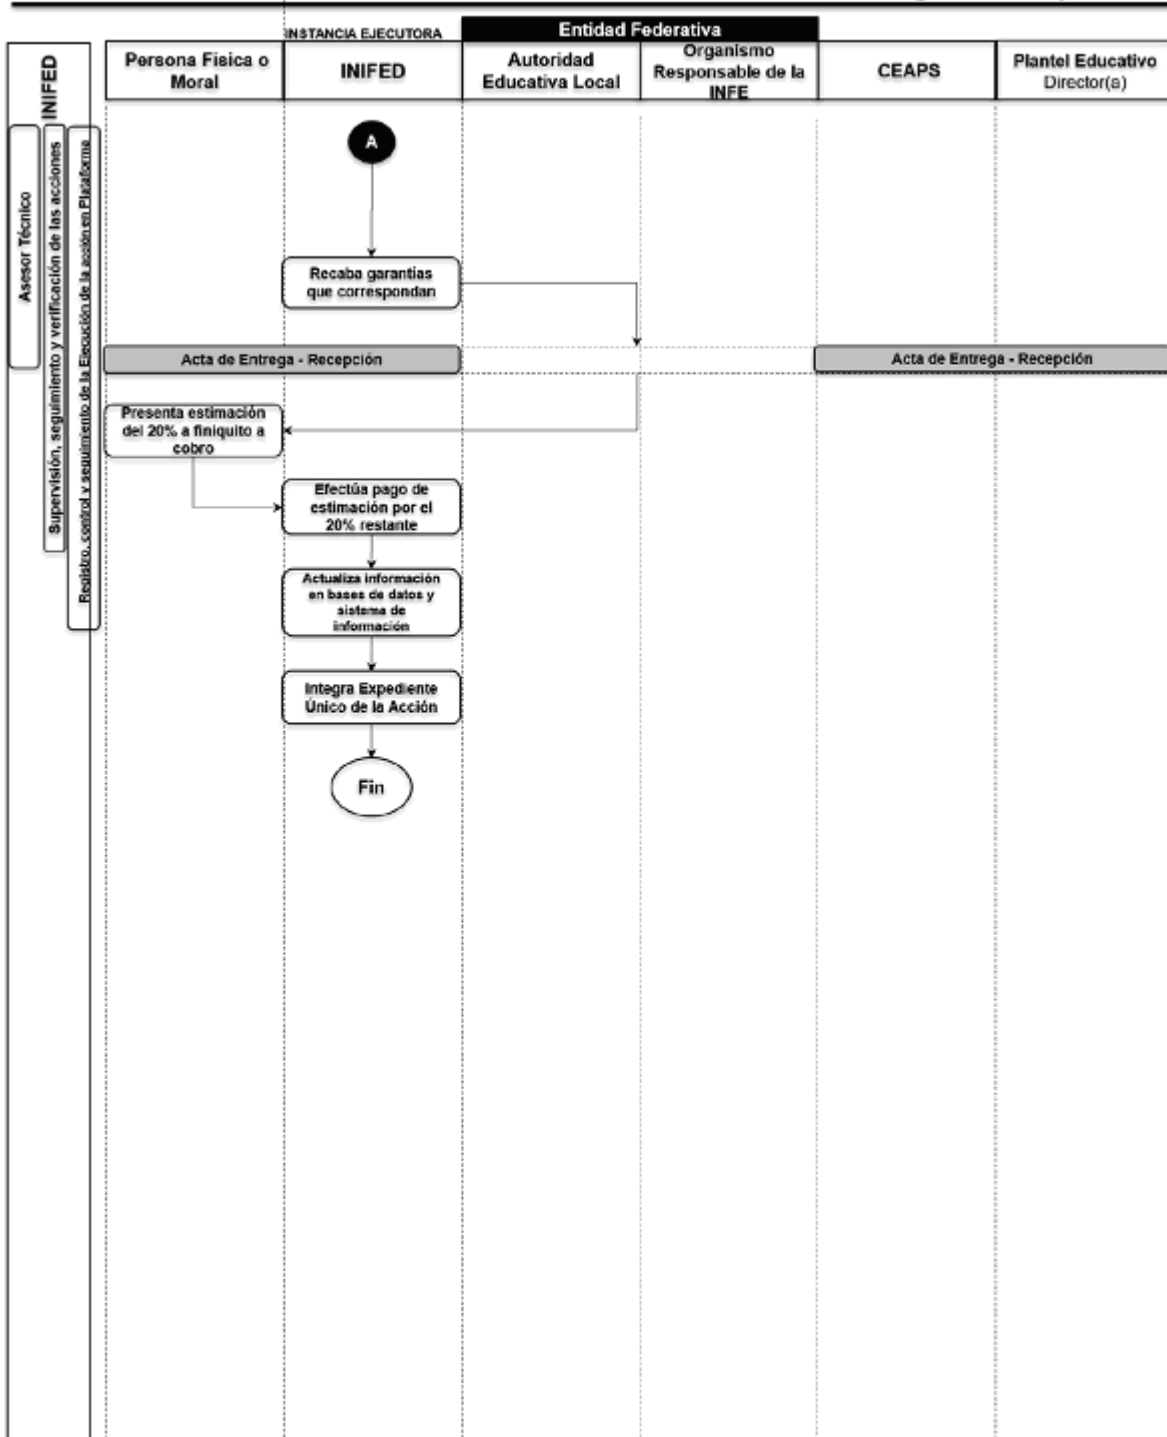 INSTANCIA EJECUTORA
Entidad Federativa
INIFED
Persona Fisica o
Moral
INIFED
Autoridad
Educativa Local
Organismo
Responsable de la
INFE
CEAPS
Plantel Educativo
Director(a)
Asesor Técnico
Supervisión, seguimiento y verificación de las acciones
Registro, control y seguimiento de la Ejecución de la acción en Plataforma
A
Recaba garantías
que correspondan
Acta de Entrega - Recepción
Acta de Entrega - Recepción
Presenta estimación
del 20% a finiquito a
cobro
Efectúa pago de
estimación por el
20% restante
Actualiza información
en bases de datos y
sistema de
información
Integra Expediente
Único de la Acción
Fin